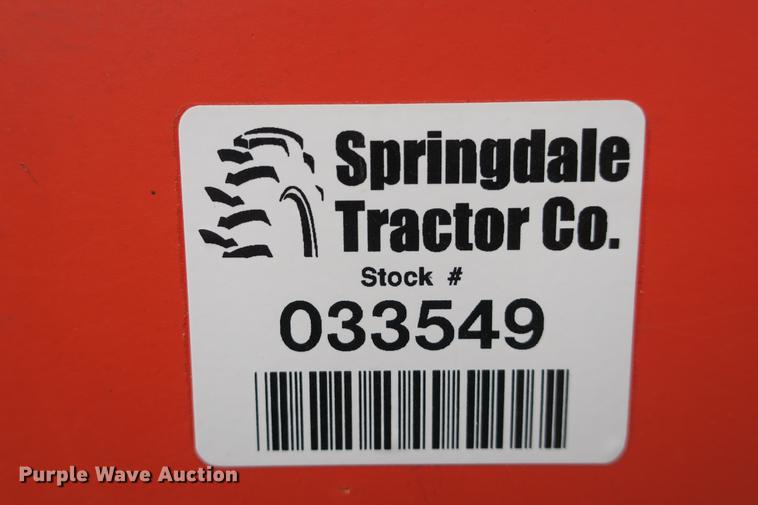 Springdale
Tractor Co.
Stock #
033549
Purple Wave Auction